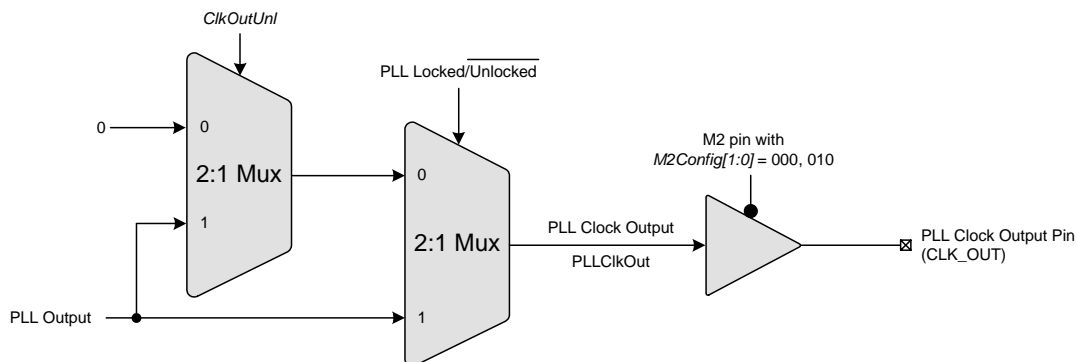 ClkOutUnl
PLL Locked/Unlocked
0
0
2:1 Mux
1
0
2:1 Mux
1
M2 pin with
M2Config[1:0] = 000, 010
PLL Clock Output
PLLClkOut
PLL Clock Output Pin
(CLK_OUT)
PLL Output